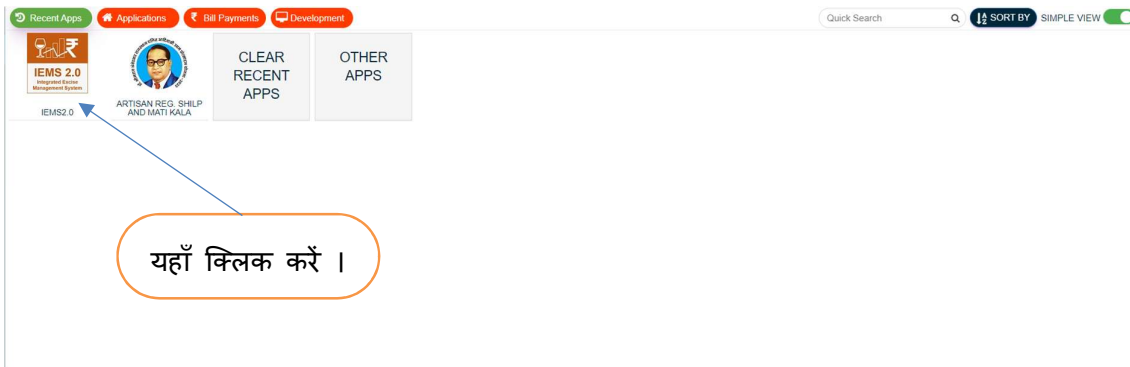 Recent Apps Applications ₹ Bill Payments Development Quick Search SORT BY SIMPLE VIEW
₹
IEMS 2.0
Integrated Excise
Management System
IEMS2.0
ARTISAN REG. SHILP
AND MATI KALA
CLEAR
RECENT
APPS
OTHER
APPS
यहाँ क्लिक करें ।